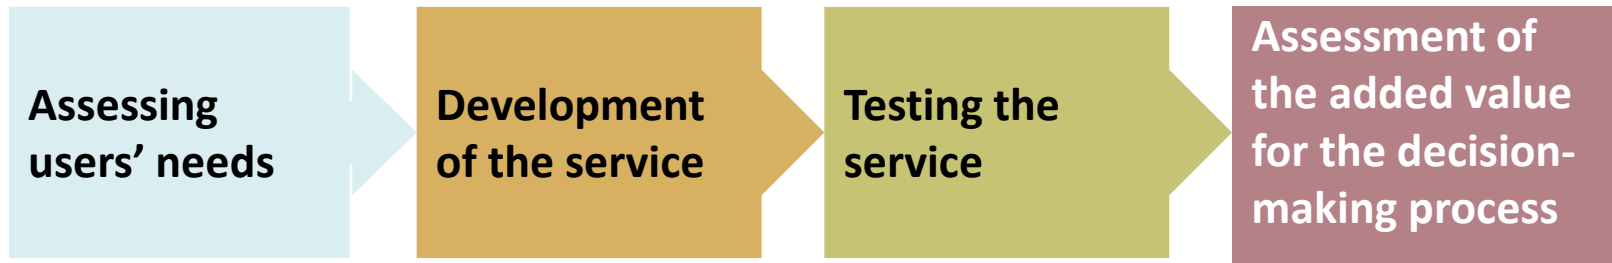 Assessing
users’ needs
Development
of the service
Testing the
service
Assessment of
the added value
for the decision-
making process